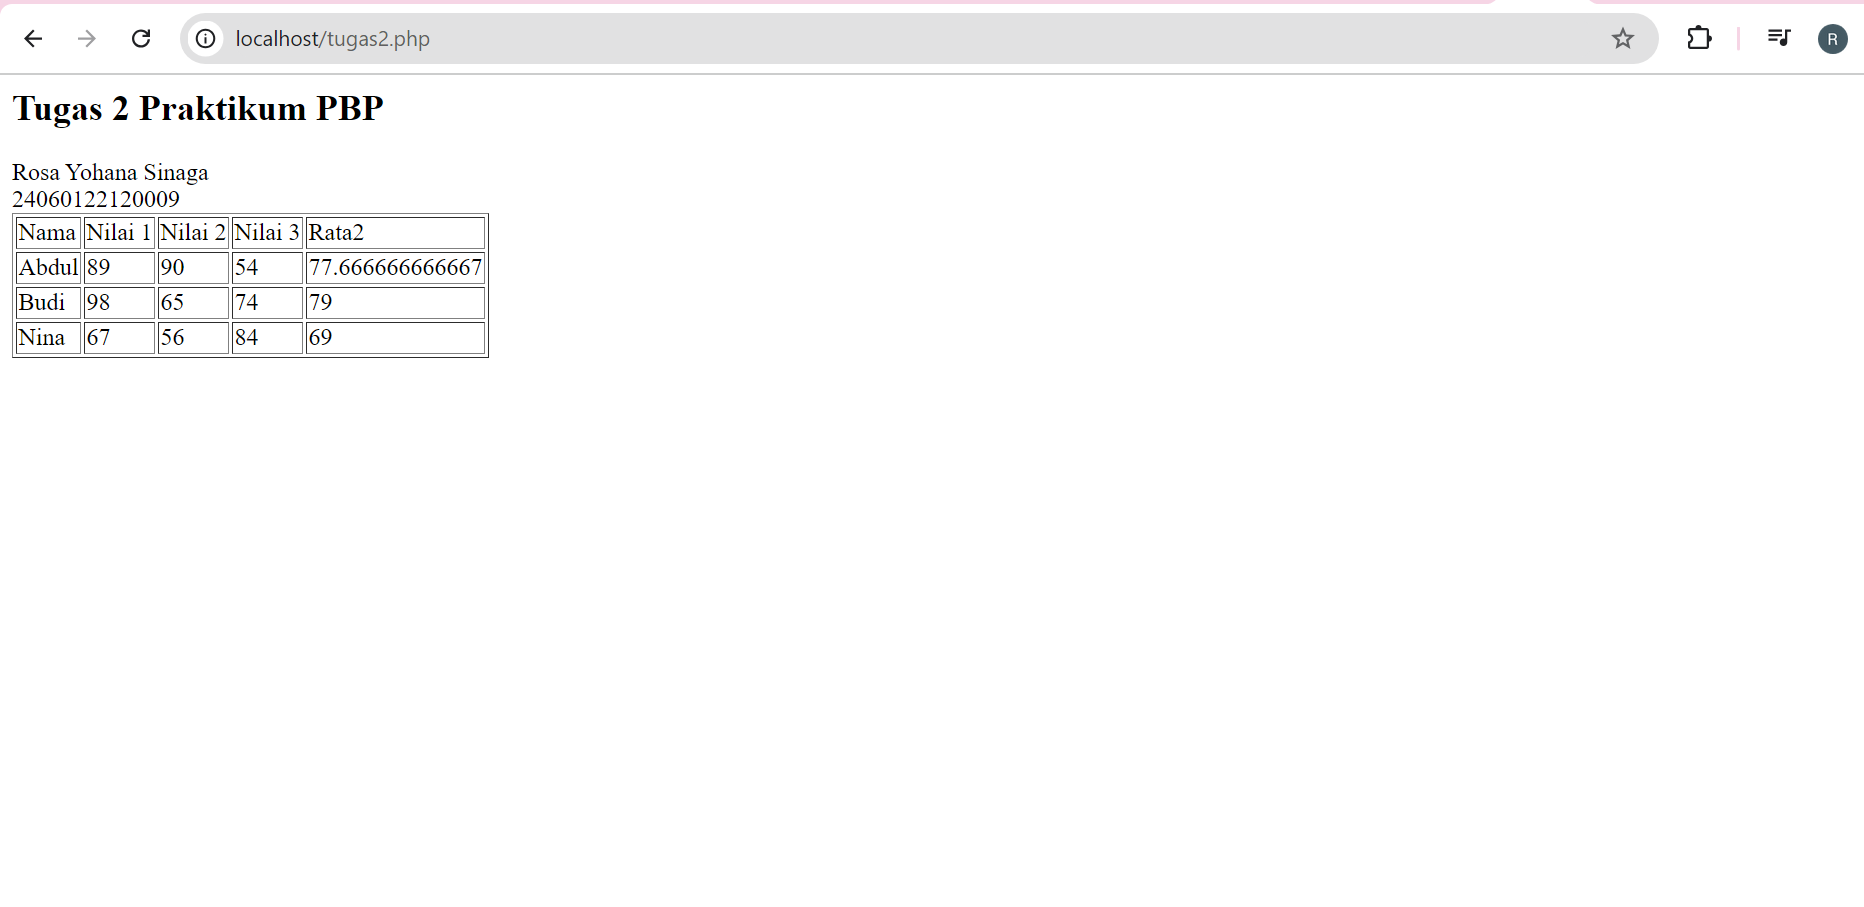 localhost/tugas2.php
R
Tugas 2 Praktikum PBP
Rosa Yohana Sinaga
24060122120009
Nama Nilai 1 Nilai 2 Nilai 3 Rata2
Abdul 89 90 54 77.666666666667
Budi 98 65 74 79
Nina 67 56 84 69